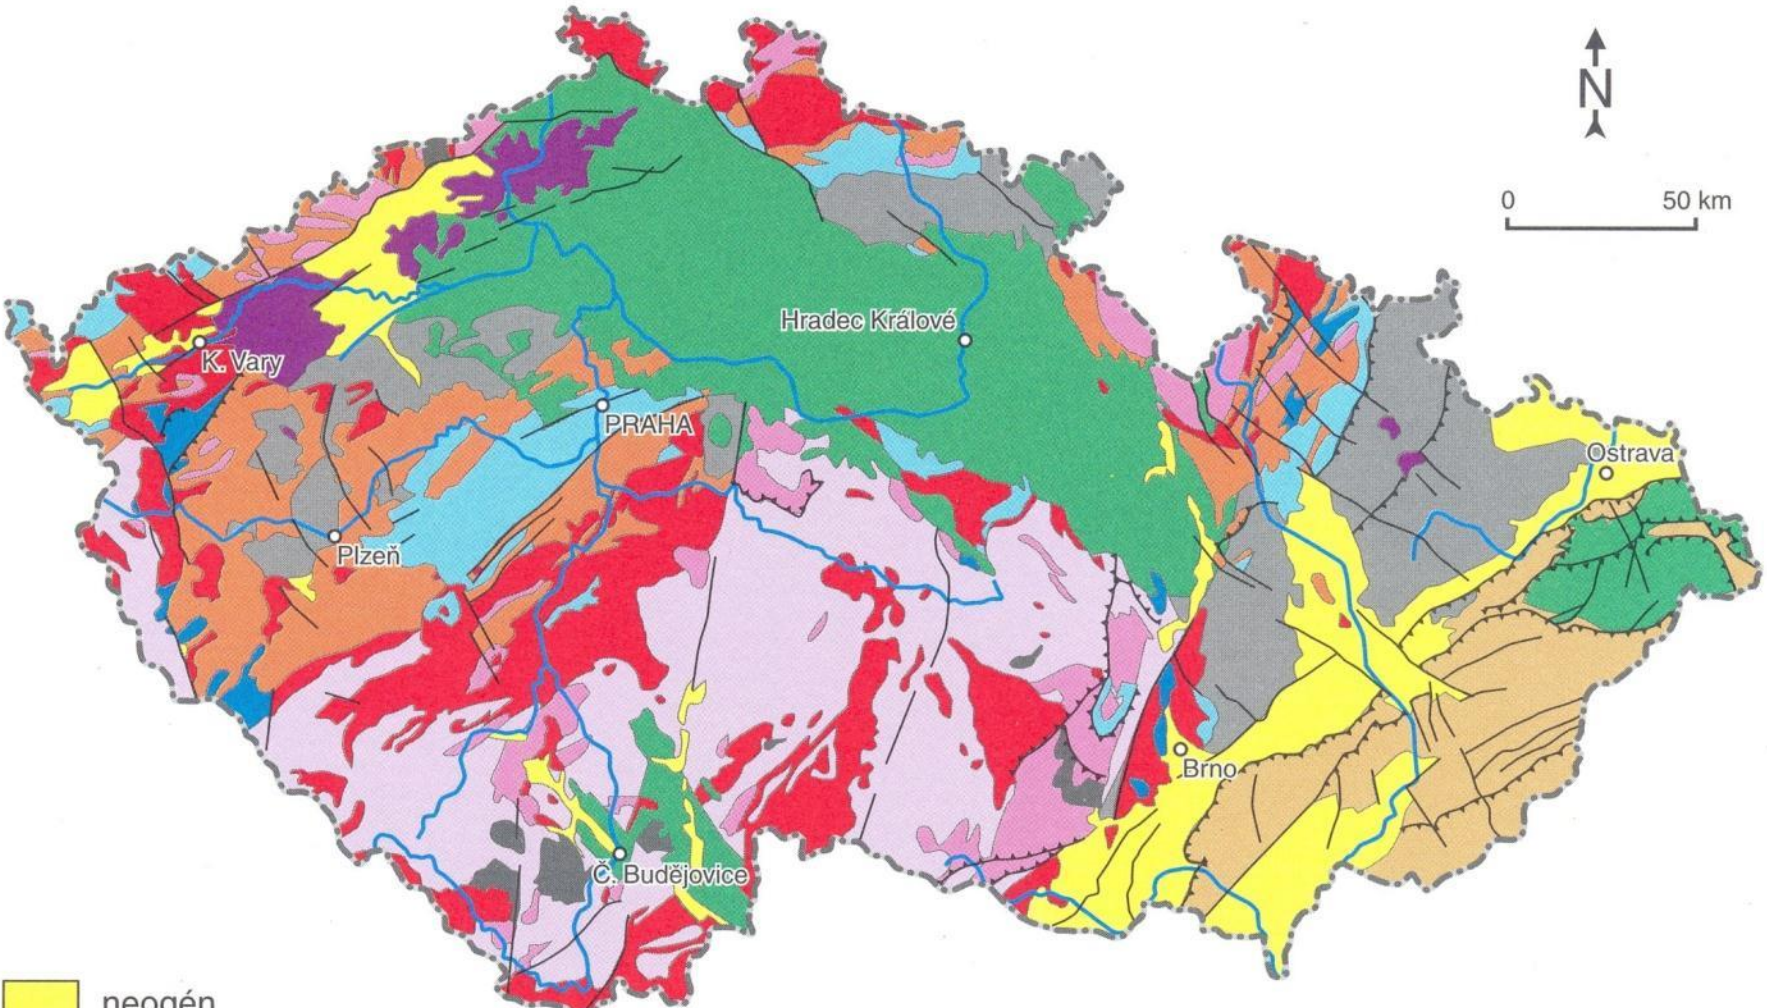 N
0 50 km
Hradec Králové
K. Vary
PRAHA
Ostrava
Plzeň
Brno
Č. Budějovice
neogén